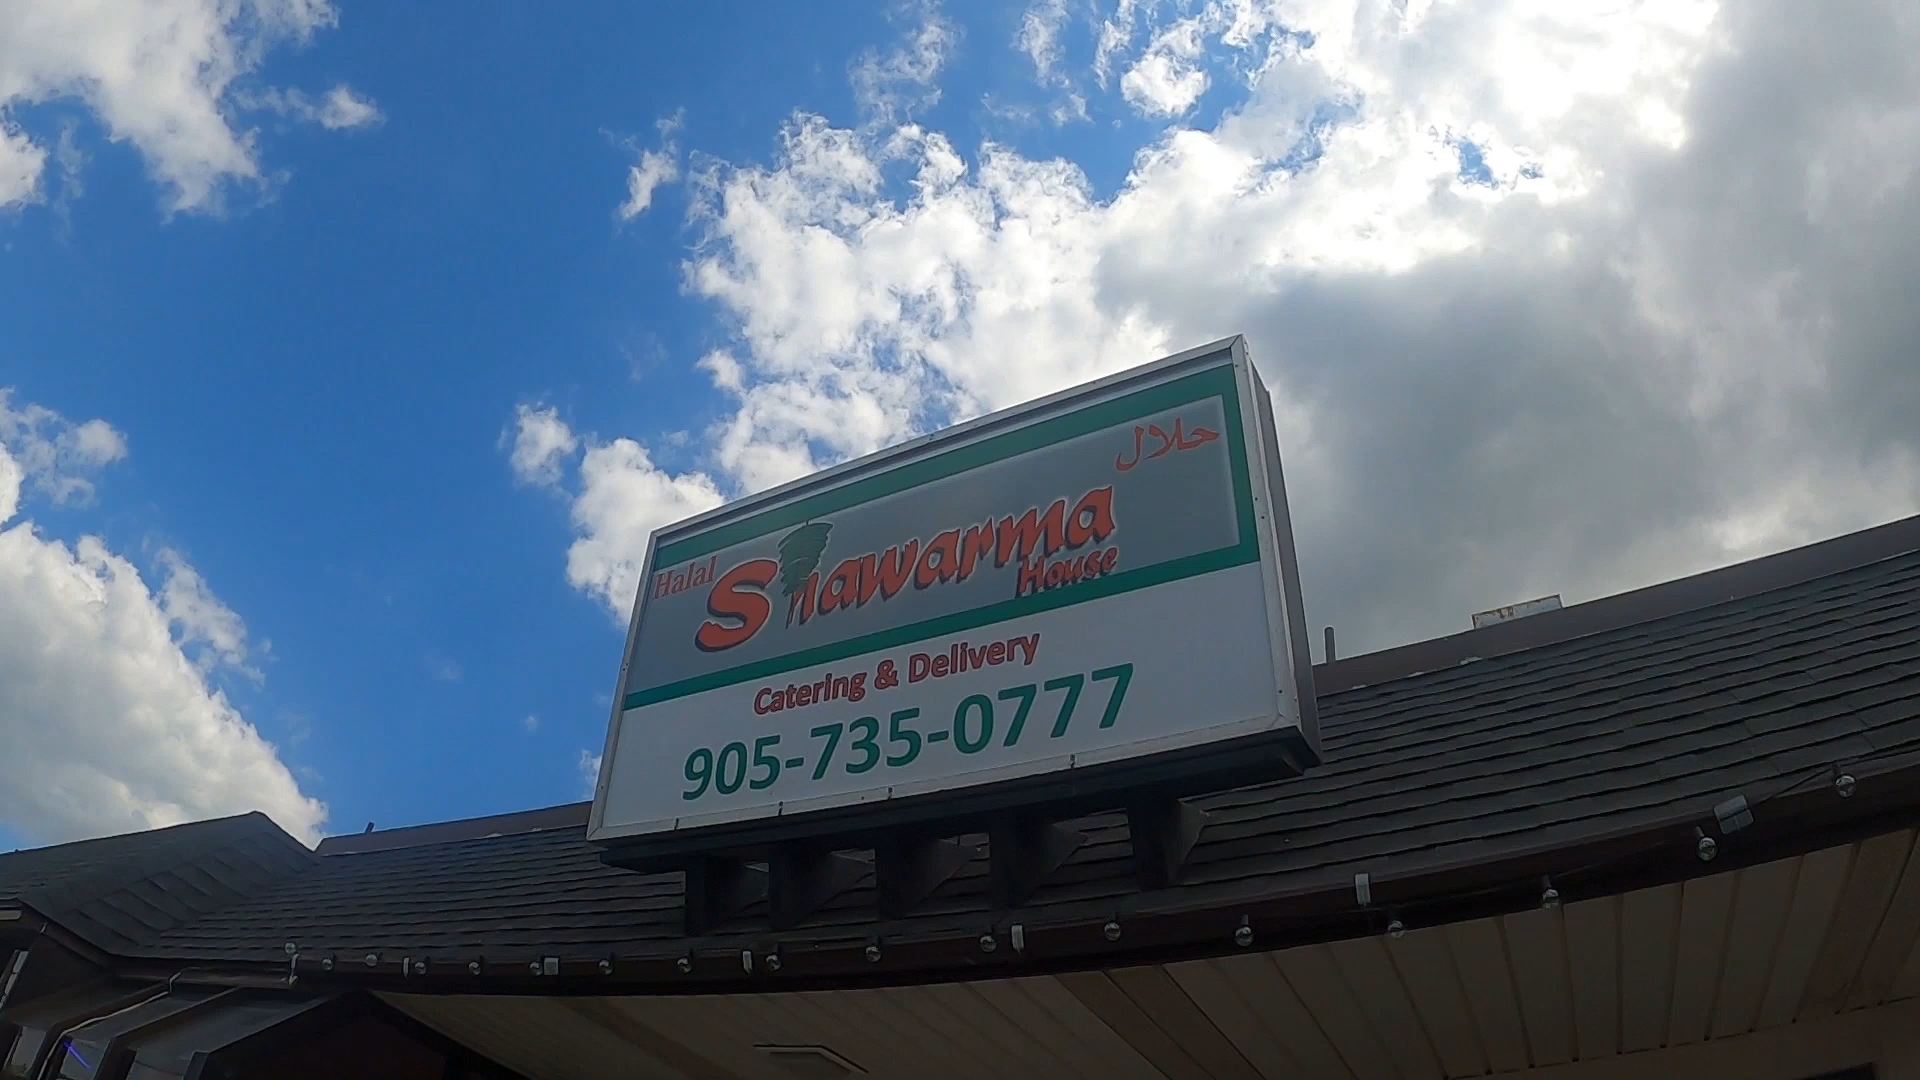 حلال
Halal Shawarma
House
Catering & Delivery
905-735-0777